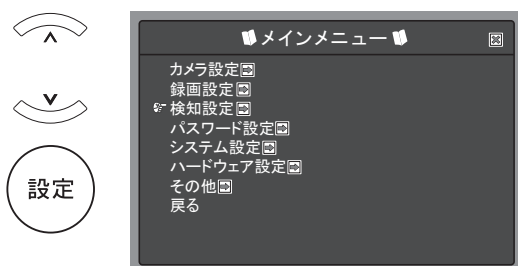 メインメニュー
カメラ設定
録画設定
検知設定
パスワード設定
システム設定
ハードウェア設定
その他
戻る
設定